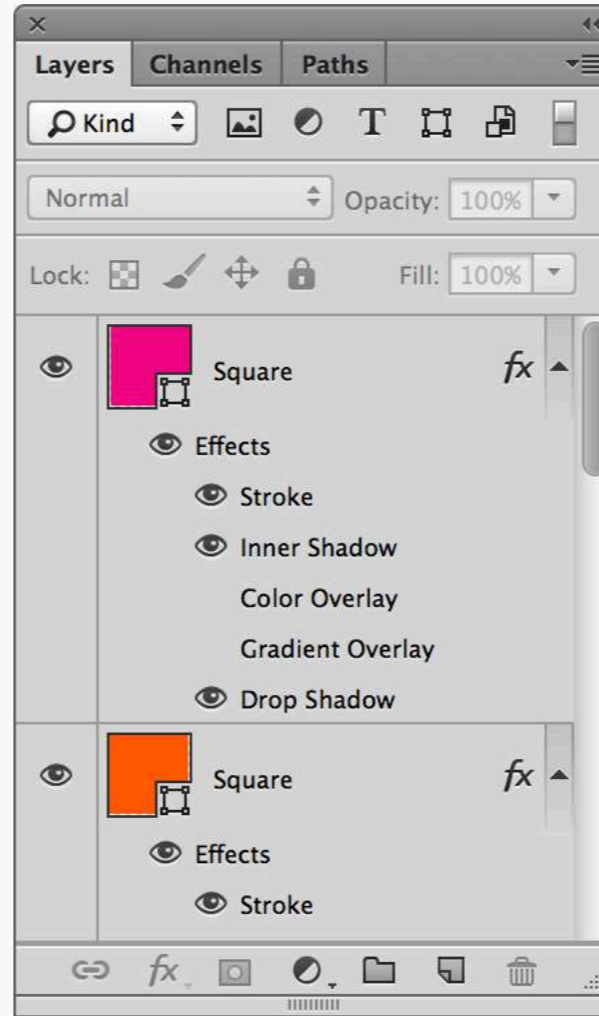 Layers Channels Paths
Kind T
Normal Opacity: 100%
Lock: Fill: 100%
Square fx
Effects
Stroke
Inner Shadow
Color Overlay
Gradient Overlay
Drop Shadow
Square fx
Effects
Stroke
fx